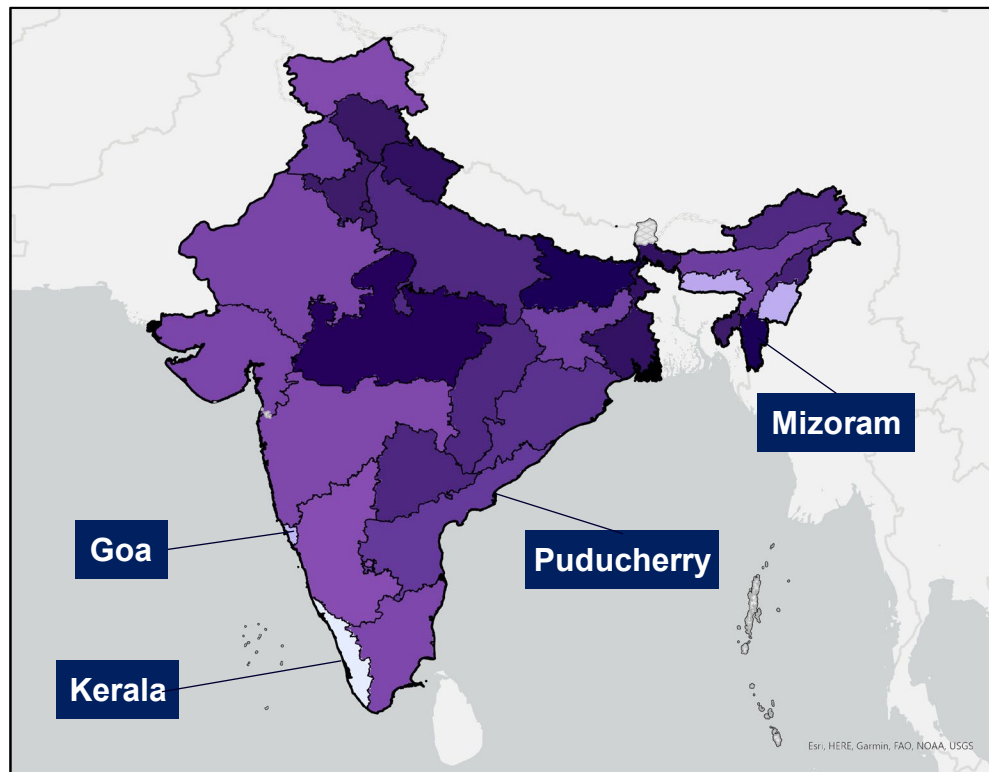 Mizoram
Goa
Puducherry
Kerala
Esri, HERE, Garmin, FAO, NOAA, USGS